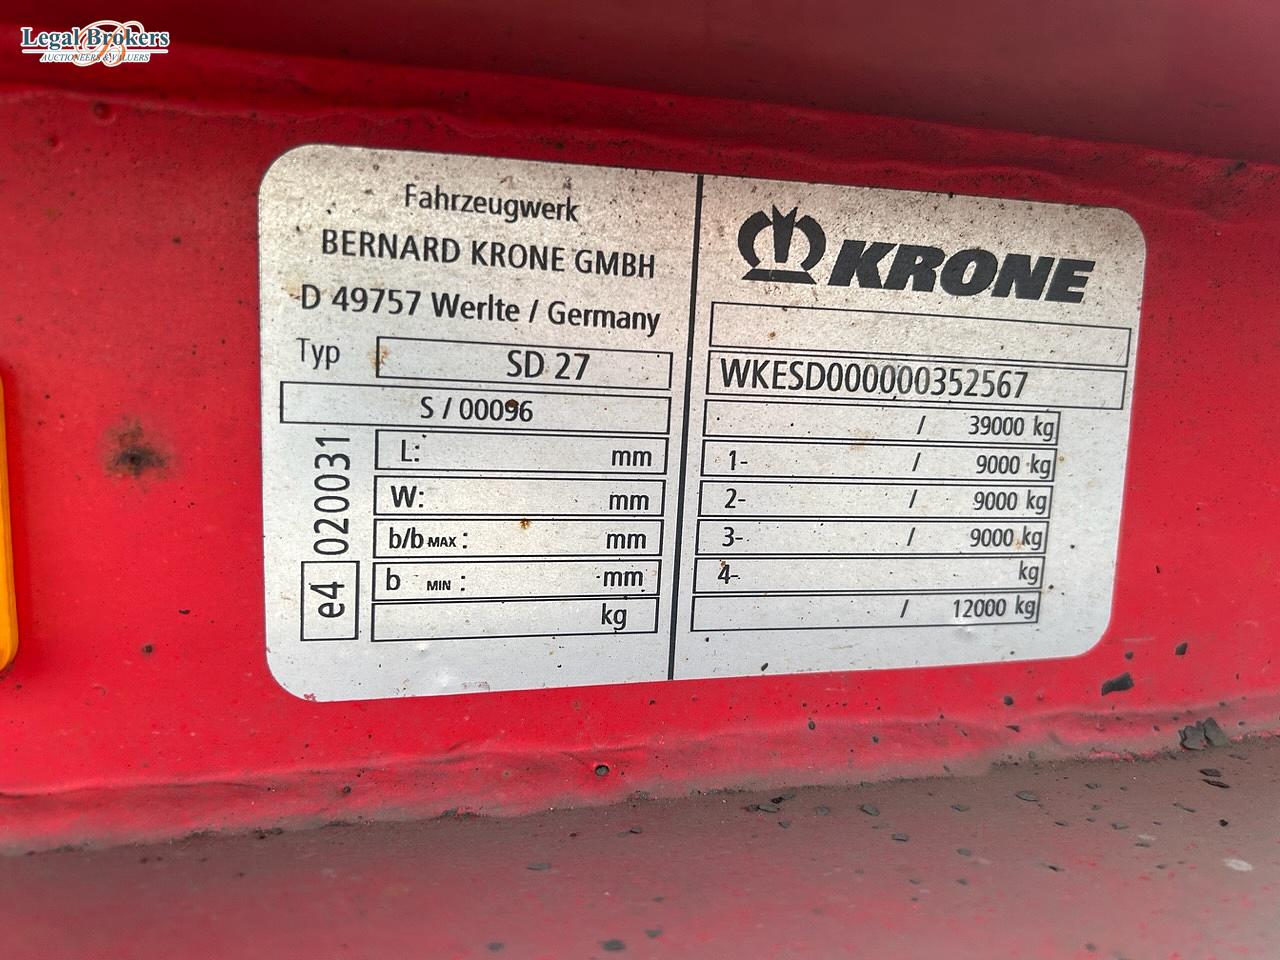 Legal Brokers
AUCTIONEERS & VALUERS
Fahrzeugwerk
BERNARD KRONE GMBH
D 49757 Werlte / Germany
Typ SD 27
S / 00096
L: mm
W: mm
b/b MAX : mm
b MIN : mm
kg
e4 020031
KRONE
WKESD000000352567
/ 39000 kg
1- / 9000 kg
2- / 9000 kg
3- / 9000 kg
4- kg
/ 12000 kg